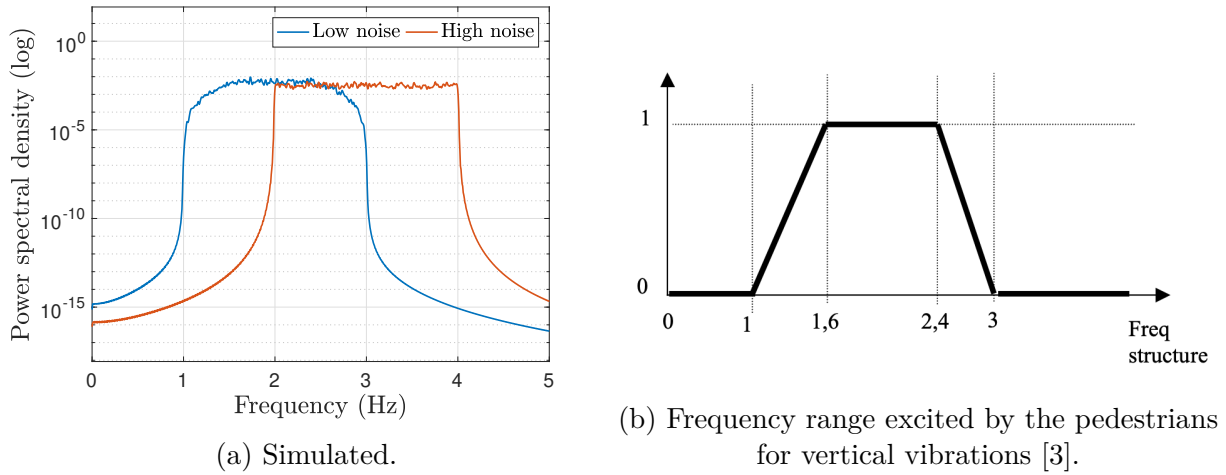 Power spectral density (log)
10^0
10^-5
10^-10
10^-15
Low noise
High noise
0 1 2 3 4 5
Frequency (Hz)
(a) Simulated.
1
0
0 1 1,6 2,4 3
Freq
structure
(b) Frequency range excited by the pedestrians
for vertical vibrations [3].